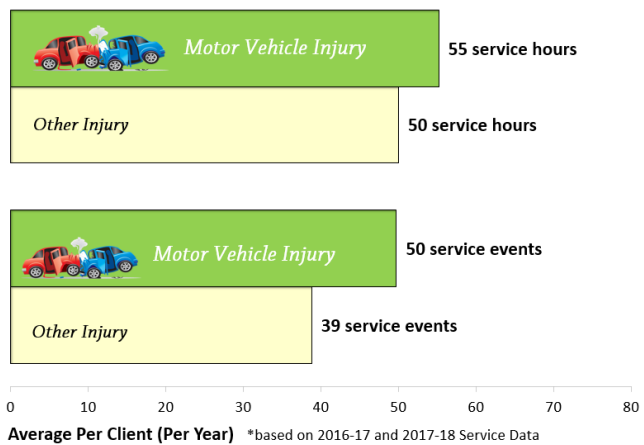 Motor Vehicle Injury
55 service hours
Other Injury
50 service hours
Motor Vehicle Injury
50 service events
Other Injury
39 service events
0 10 20 30 40 50 60 70 80
Average Per Client (Per Year) *based on 2016-17 and 2017-18 Service Data